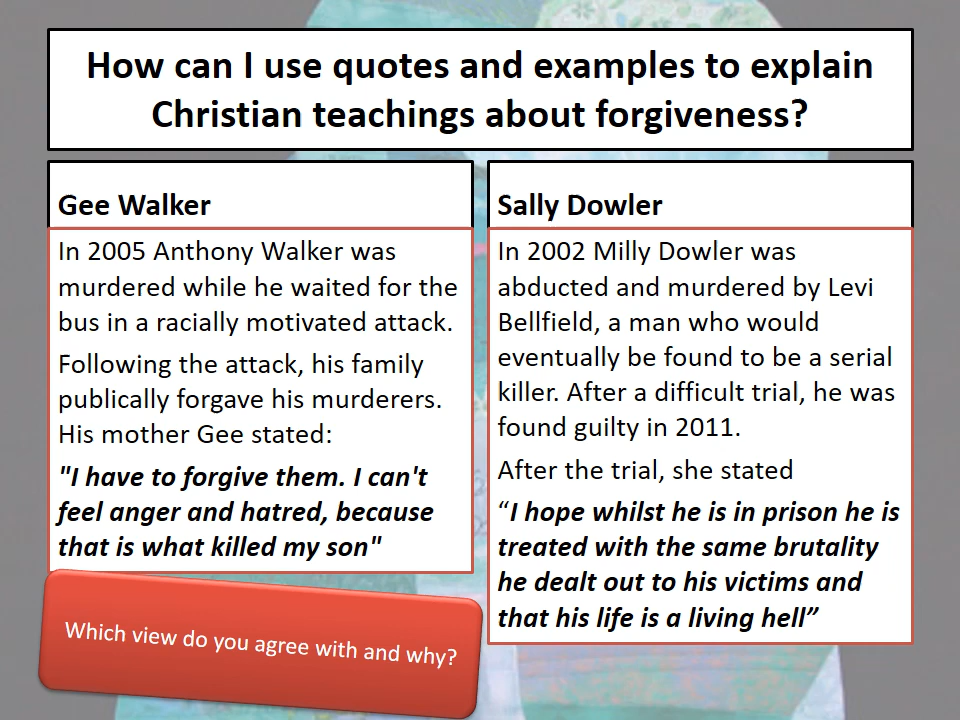 How can I use quotes and examples to explain
Christian teachings about forgiveness?
Gee Walker
In 2005 Anthony Walker was
murdered while he waited for the
bus in a racially motivated attack.
Following the attack, his family
publically forgave his murderers.
His mother Gee stated:
"I have to forgive them. I can't
feel anger and hatred, because
that is what killed my son"
Which view do you agree with and why?
Sally Dowler
In 2002 Milly Dowler was
abducted and murdered by Levi
Bellfield, a man who would
eventually be found to be a serial
killer. After a difficult trial, he was
found guilty in 2011.
After the trial, she stated
“I hope whilst he is in prison he is
treated with the same brutality
he dealt out to his victims and
that his life is a living hell”